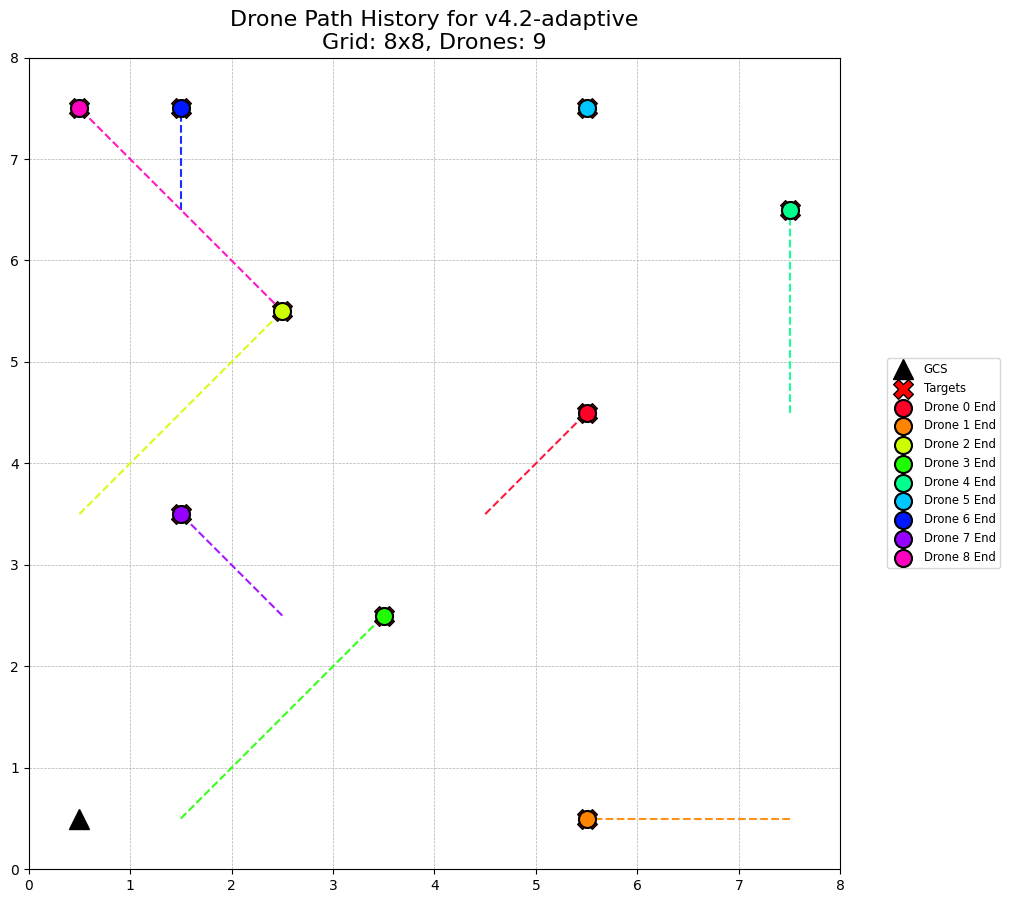 Drone Path History for v4.2-adaptive
Grid: 8x8, Drones: 9
8
7
6
5
4
3
2
1
0
0 1 2 3 4 5 6 7 8
GCS
Targets
Drone 0 End
Drone 1 End
Drone 2 End
Drone 3 End
Drone 4 End
Drone 5 End
Drone 6 End
Drone 7 End
Drone 8 End